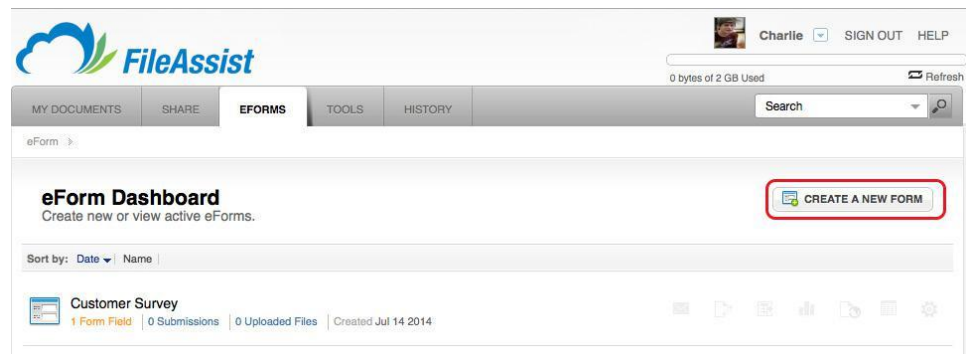 FileAssist
Charlie SIGN OUT HELP
0 bytes of 2 GB Used Refresh
MY DOCUMENTS SHARE EFORMS TOOLS HISTORY Search
eForm >
eForm Dashboard
Create new or view active eForms.
CREATE A NEW FORM
Sort by: Date Name
Customer Survey
1 Form Field 0 Submissions 0 Uploaded Files Created Jul 14 2014